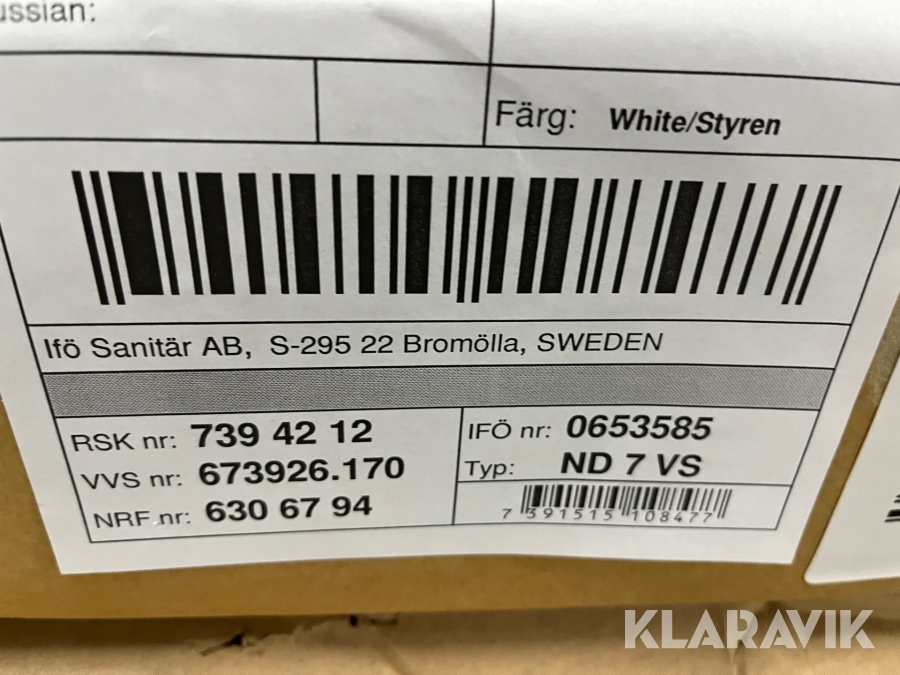 ussian:
Färg: White/Styren
Ifö Sanitär AB, S-295 22 Bromölla, SWEDEN
RSK nr: 739 42 12
VVS nr: 673926.170
NRF nr: 630 67 94
IFÖ nr: 0653585
Typ: ND 7 VS
7 391515 108477
KLARAVIK